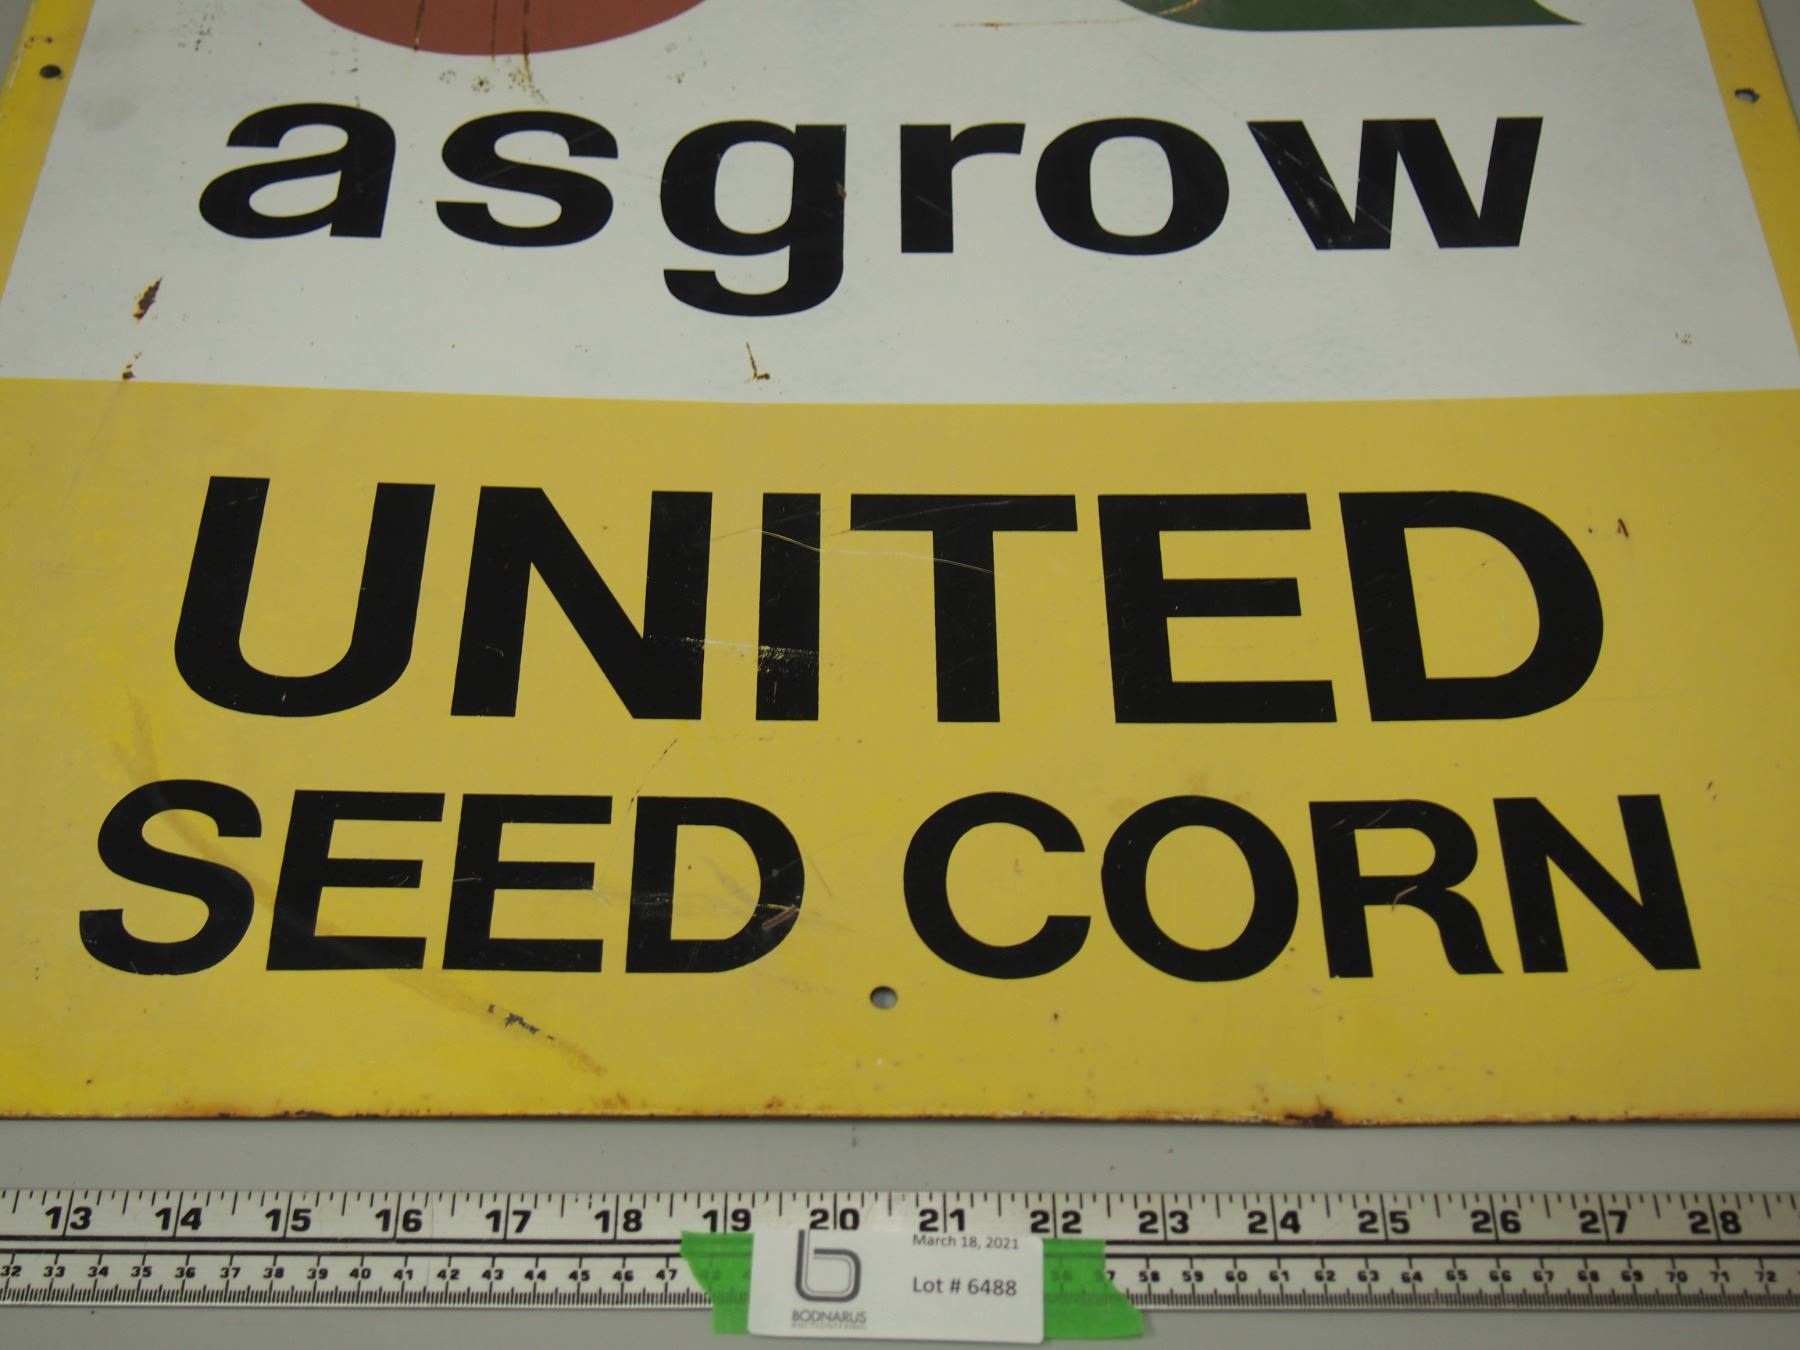 asgrow
UNITED
SEED CORN
13 14 15 16 17 18 19 20 21 22 23 24 25 26 27 28
March 18, 2021
32 33 34 35 36 37 38 39 40 41 42 43 44 45 46 47 58 59 60 61 62 63 64 65 66 67 68 69 70 71 72
Lot # 6488
BODNARUS